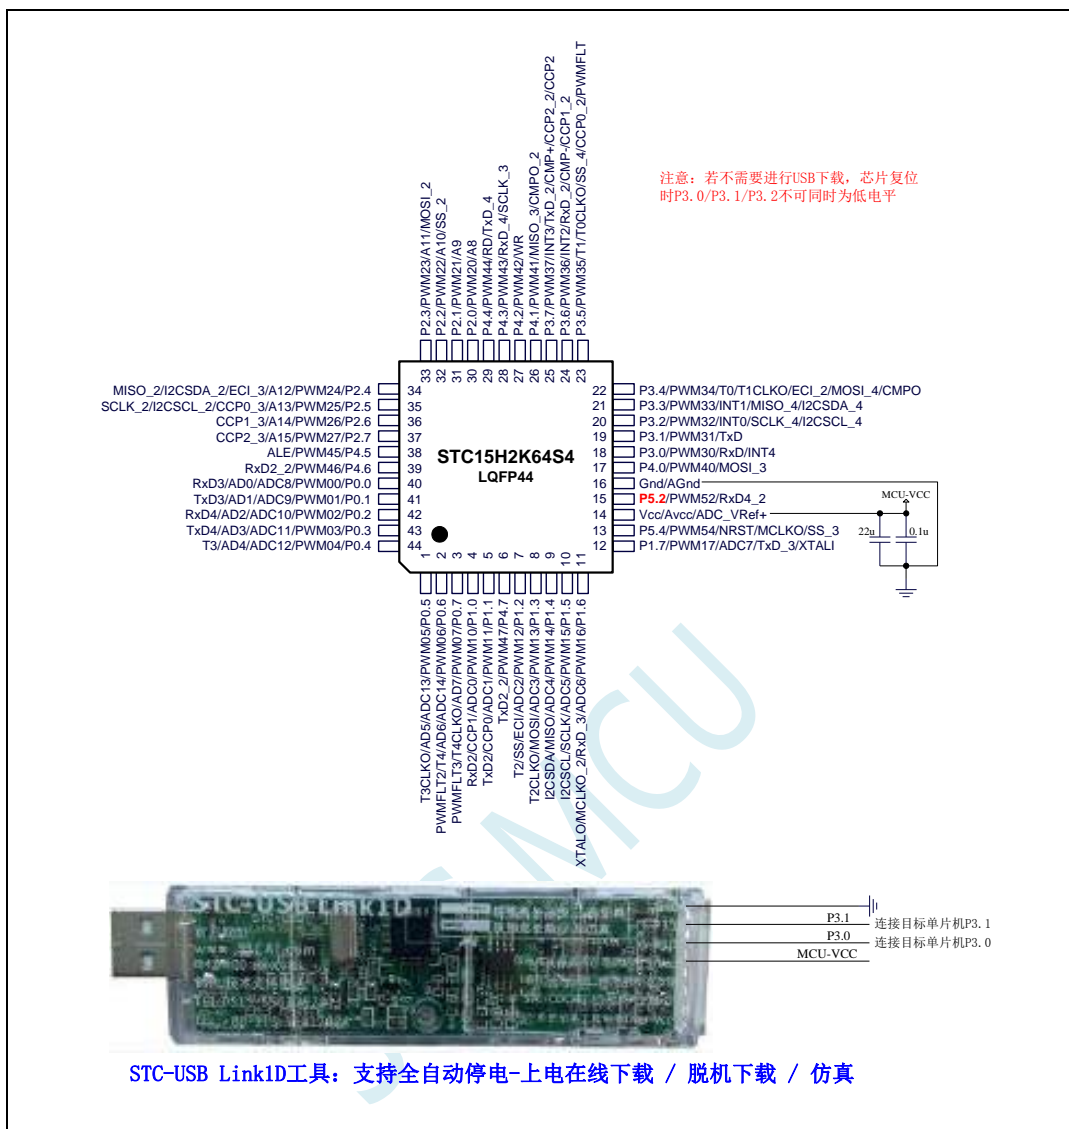 P2.3/PWM23/A11/MOSI_2
P2.2/PWM22/A10/SS_2
P2.1/PWM21/A9
P2.0/PWM20/A8
P4.4/PWM44/RD/TxD_4
P4.3/PWM43/RxD_4/SCLK_3
P4.2/PWM42/WR
P4.1/PWM41/MISO_3/CMPO_2
P3.7/PWM37/INT3/TxD_2/CMP+/CCP2_2/CCP2
P3.6/PWM36/INT2/RxD_2/CMP-/CCP1_2
P3.5/PWM35/T1/T0CLKO/SS_4/CCP0_2/PWMFLT
注意：若不需要进行USB下载，芯片复位
时P3.0/P3.1/P3.2不可同时为低电平
33 32 31 30 29 28 27 26 25 24 23
MISO_2/I2CSDA_2/ECI_3/A12/PWM24/P2.4 34
SCLK_2/I2CSCL_2/CCP0_3/A13/PWM25/P2.5 35
CCP1_3/A14/PWM26/P2.6 36
CCP2_3/A15/PWM27/P2.7 37
ALE/PWM45/P4.5 38
RxD2_2/PWM46/P4.6 39
RxD3/AD0/ADC8/PWM00/P0.0 40
TxD3/AD1/ADC9/PWM01/P0.1 41
RxD4/AD2/ADC10/PWM02/P0.2 42
TxD4/AD3/ADC11/PWM03/P0.3 43
T3/AD4/ADC12/PWM04/P0.4 44
STC15H2K64S4
LQFP44
22 P3.4/PWM34/T0/T1CLKO/ECI_2/MOSI_4/CMPO
21 P3.3/PWM33/INT1/MISO_4/I2CSDA_4
20 P3.2/PWM32/INT0/SCLK_4/I2CSCL_4
19 P3.1/PWM31/TxD
18 P3.0/PWM30/RxD/INT4
17 P4.0/PWM40/MOSI_3
16 Gnd/AGnd
15 P5.2/PWM52/RxD4_2
14 Vcc/Avcc/ADC_VRef+
13 P5.4/PWM54/NRST/MCLKO/SS_3
12 P1.7/PWM17/ADC7/TxD_3/XTALI
MCU-VCC
22u
0.1u
1 2 3 4 5 6 7 8 9 10 11
T3CLKO/AD5/ADC13/PWM05/P0.5
PWMFLT2/T4/AD6/ADC14/PWM06/P0.6
PWMFLT3/T4CLKO/AD7/PWM07/P0.7
RxD2/CCP1/ADC0/PWM10/P1.0
TxD2/CCP0/ADC1/PWM11/P1.1
TxD2_2/PWM47/P4.7
T2/SS/ECI/ADC2/PWM12/P1.2
T2CLKO/MOSI/ADC3/PWM13/P1.3
I2CSDA/MISO/ADC4/PWM14/P1.4
I2CSCL/SCLK/ADC5/PWM15/P1.5
XTALO/MCLKO_2/RxD_3/ADC6/PWM16/P1.6
MCU
STC-USB Link1D
P3.1 连接目标单片机P3.1
P3.0 连接目标单片机P3.0
MCU-VCC
STC-USB Link1D工具：支持全自动停电-上电在线下载 / 脱机下载 / 仿真